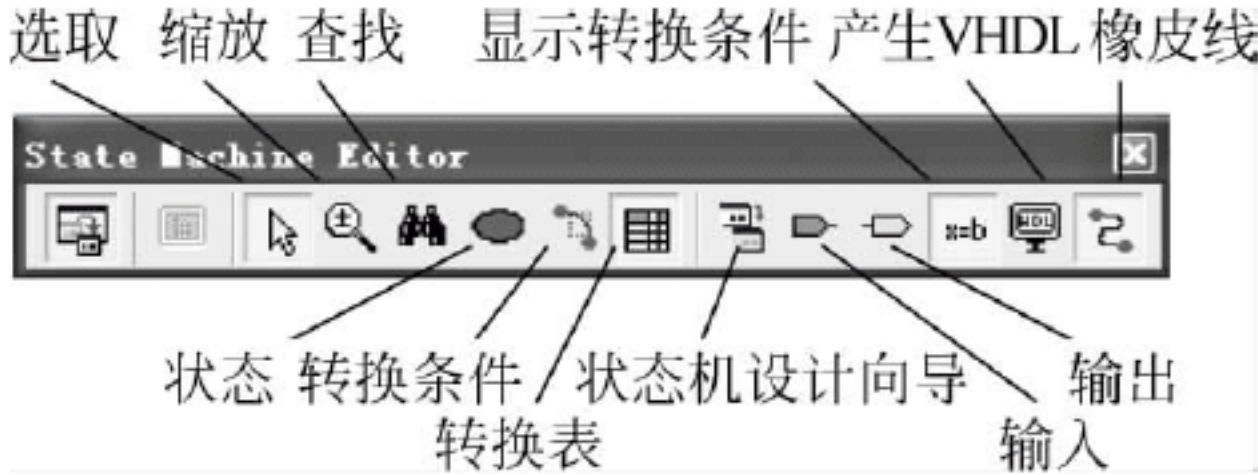 选取 缩放 查找 显示转换条件 产生VHDL 橡皮线
State Machine Editor
x=b HDL
状态 转换条件 状态机设计向导 输出
转换表 输入